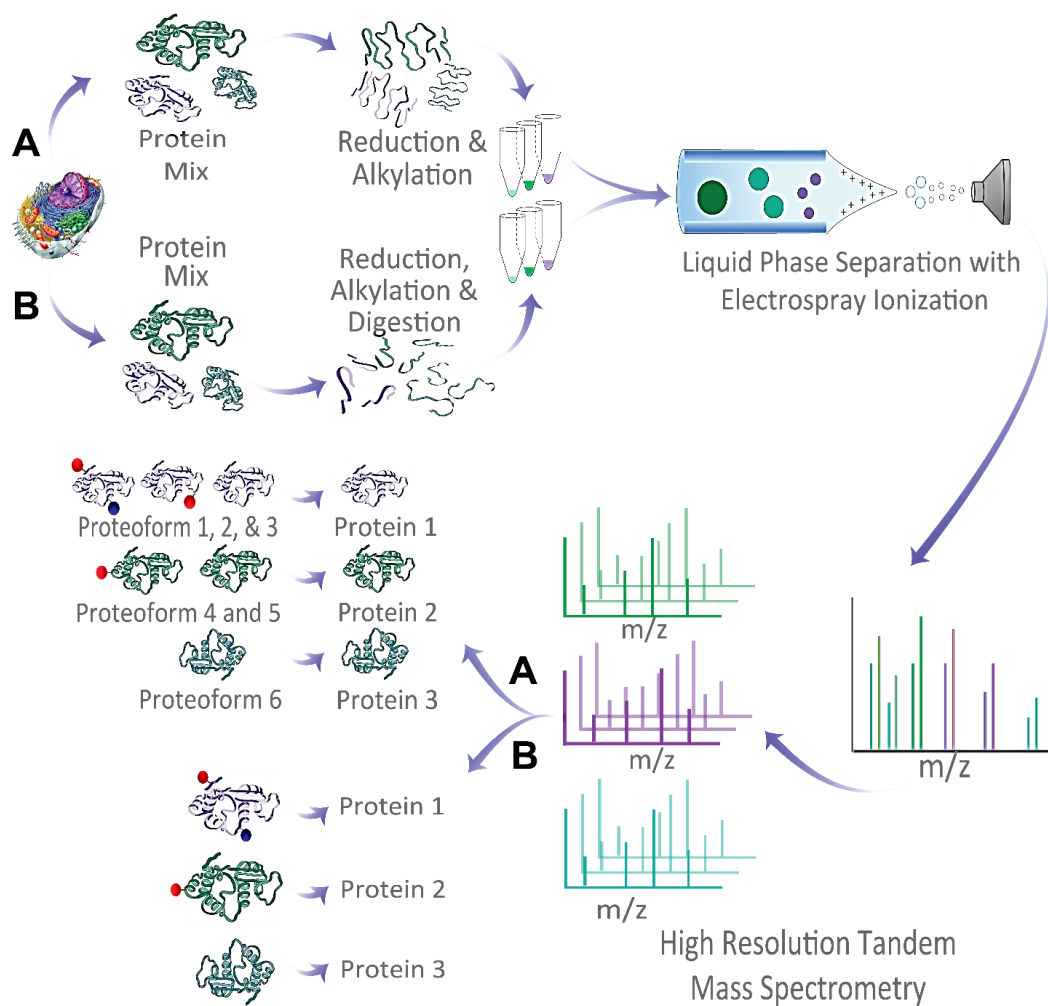 A
Protein
Mix
Reduction &
Alkylation
B
Protein
Mix
Reduction,
Alkylation &
Digestion
Liquid Phase Separation with
Electrospray Ionization
+ + + + + + + + + + + +
Proteoform 1, 2, & 3
Protein 1
Proteoform 4 and 5
Protein 2
Proteoform 6
Protein 3
A
B
Protein 1
Protein 2
Protein 3
m/z
m/z
m/z
m/z
High Resolution Tandem
Mass Spectrometry